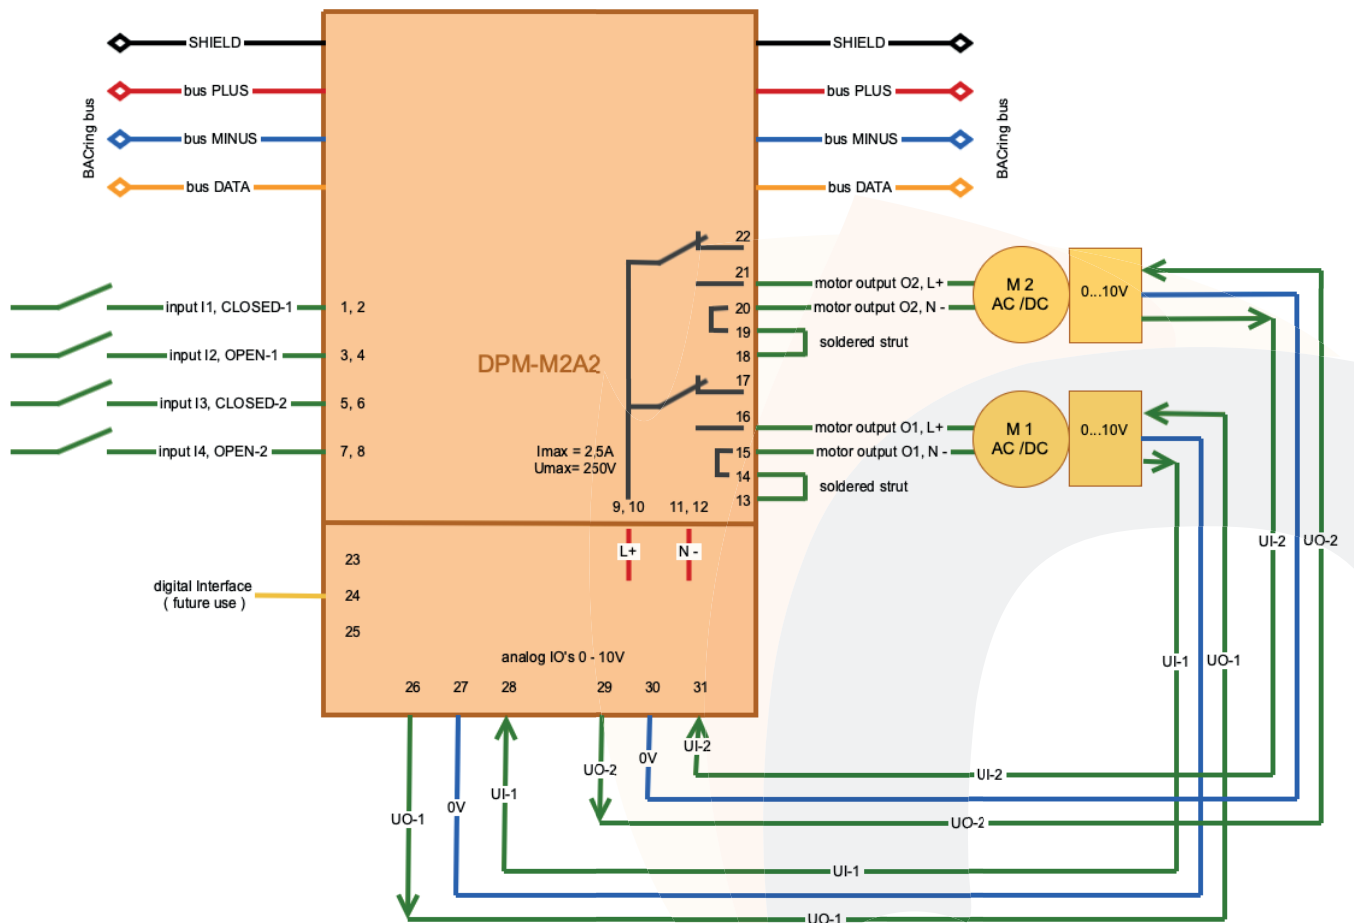 SHIELD
bus PLUS
bus MINUS
bus DATA
BACring bus
SHIELD
bus PLUS
bus MINUS
bus DATA
BACring bus
input I1, CLOSED-1
input I2, OPEN-1
input I3, CLOSED-2
input I4, OPEN-2
1, 2
3, 4
5, 6
7, 8
DPM-M2A2
Imax = 2,5A
Umax= 250V
22
21
20
19
18
17
16
15
14
13
9, 10
11, 12
L+
N -
motor output O2, L+
motor output O2, N -
soldered strut
motor output O1, L+
motor output O1, N -
soldered strut
M 2
AC /DC
0...10V
M 1
AC /DC
0...10V
23
digital Interface
( future use )
24
25
analog IO's 0 - 10V
26
27
28
29
30
31
UO-1
0V
UI-1
UO-2
0V
UI-2
UI-2
UO-2
UI-1
UO-1
UI-2
UO-2
UI-1
UO-1